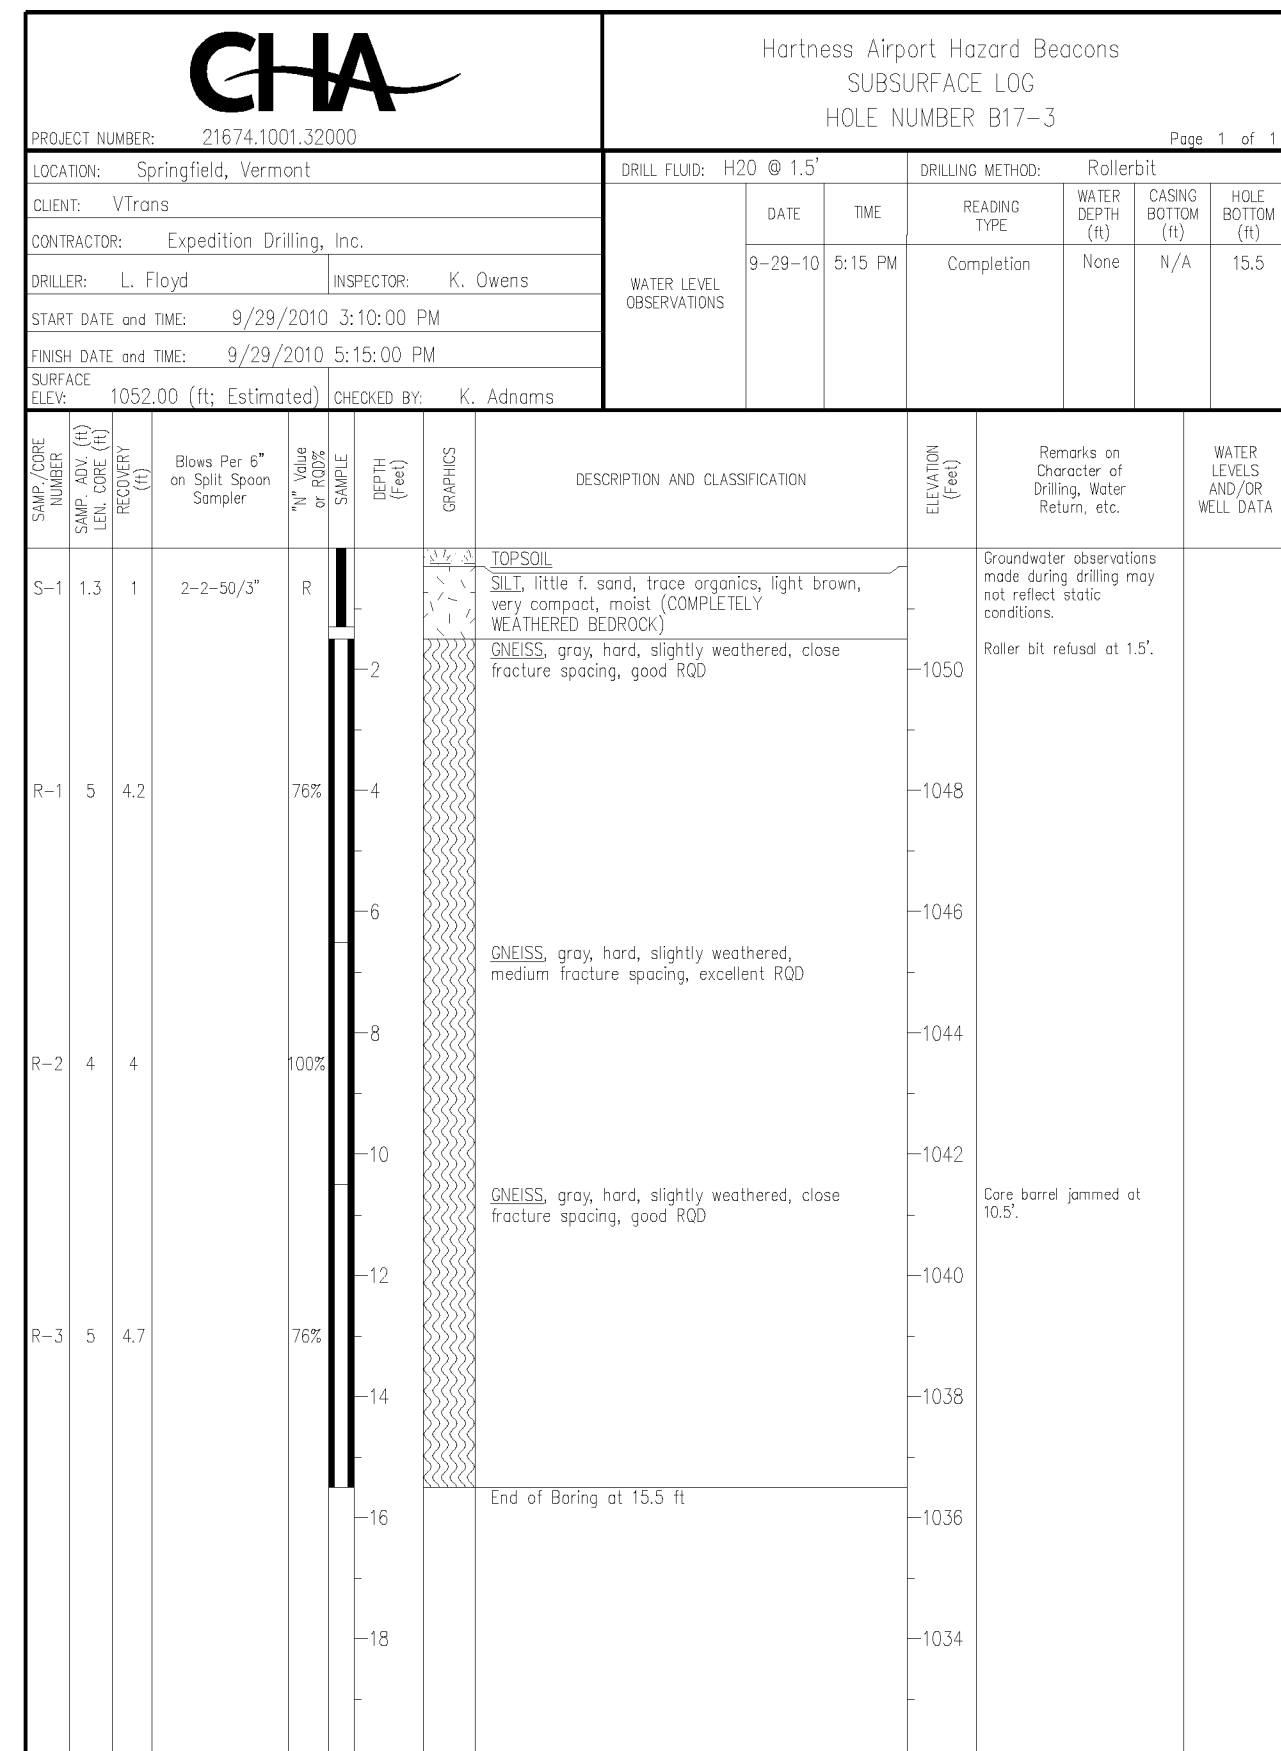 CHA
PROJECT NUMBER: 21674.1001.32000
Hartness Airport Hazard Beacons
SUBSURFACE LOG
HOLE NUMBER B17-3
Page 1 of 1
LOCATION: Springfield, Vermont
CLIENT: VTrans
CONTRACTOR: Expedition Drilling, Inc.
DRILLER: L. Floyd INSPECTOR: K. Owens
START DATE and TIME: 9/29/2010 3:10:00 PM
FINISH DATE and TIME: 9/29/2010 5:15:00 PM
SURFACE
ELEV: 1052.00 (ft; Estimated) CHECKED BY: K. Adnams
DRILL FLUID: H20 @ 1.5' DRILLING METHOD: Rollerbit
WATER LEVEL
OBSERVATIONS
DATE TIME
READING
TYPE
WATER
DEPTH
(ft)
CASING
BOTTOM
(ft)
HOLE
BOTTOM
(ft)
9-29-10 5:15 PM Completion None N/A 15.5
SAMP./CORE
NUMBER
SAMP. ADV. (ft)
LEN. CORE (ft)
RECOVERY
(ft)
Blows Per 6"
on Split Spoon
Sampler
"N" Value
or RQD%
SAMPLE
DEPTH
(Feet)
GRAPHICS
DESCRIPTION AND CLASSIFICATION
ELEVATION
(Feet)
Remarks on
Character of
Drilling, Water
Return, etc.
WATER
LEVELS
AND/OR
WELL DATA
S-1 1.3 1 2-2-50/3" R
TOPSOIL
SILT, little f. sand, trace organics, light brown,
very compact, moist (COMPLETELY
WEATHERED BEDROCK)
Groundwater observations
made during drilling may
not reflect static
conditions.
GNEISS, gray, hard, slightly weathered, close
fracture spacing, good RQD
Roller bit refusal at 1.5'.
2 1050
R-1 5 4.2 76% 4 1048
6 1046
GNEISS, gray, hard, slightly weathered,
medium fracture spacing, excellent RQD
8 1044
R-2 4 4 100%
10 1042
GNEISS, gray, hard, slightly weathered, close
fracture spacing, good RQD
Core barrel jammed at
10.5'.
12 1040
R-3 5 4.7 76%
14 1038
End of Boring at 15.5 ft
16 1036
18 1034